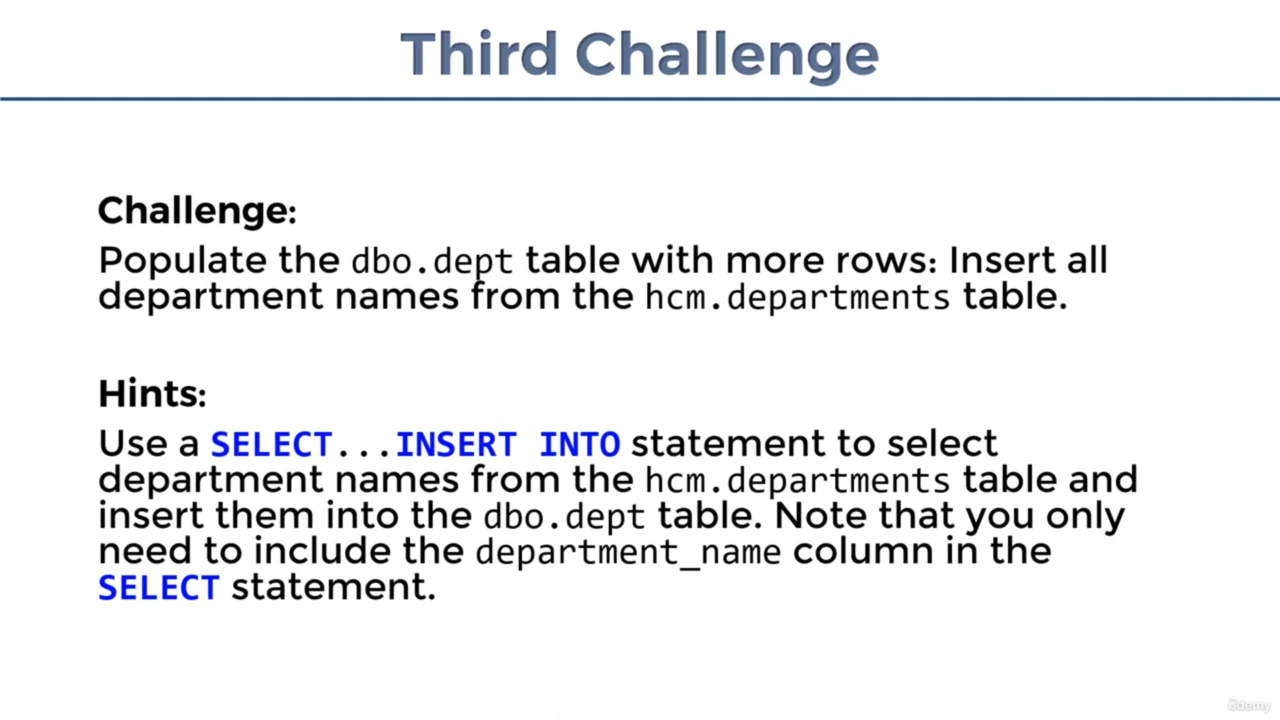 Third Challenge
Challenge:
Populate the dbo.dept table with more rows: Insert all
department names from the hcm.departments table.
Hints:
Use a SELECT...INSERT INTO statement to select
department names from the hcm.departments table and
insert them into the dbo.dept table. Note that you only
need to include the department_name column in the
SELECT statement.
ûdemy